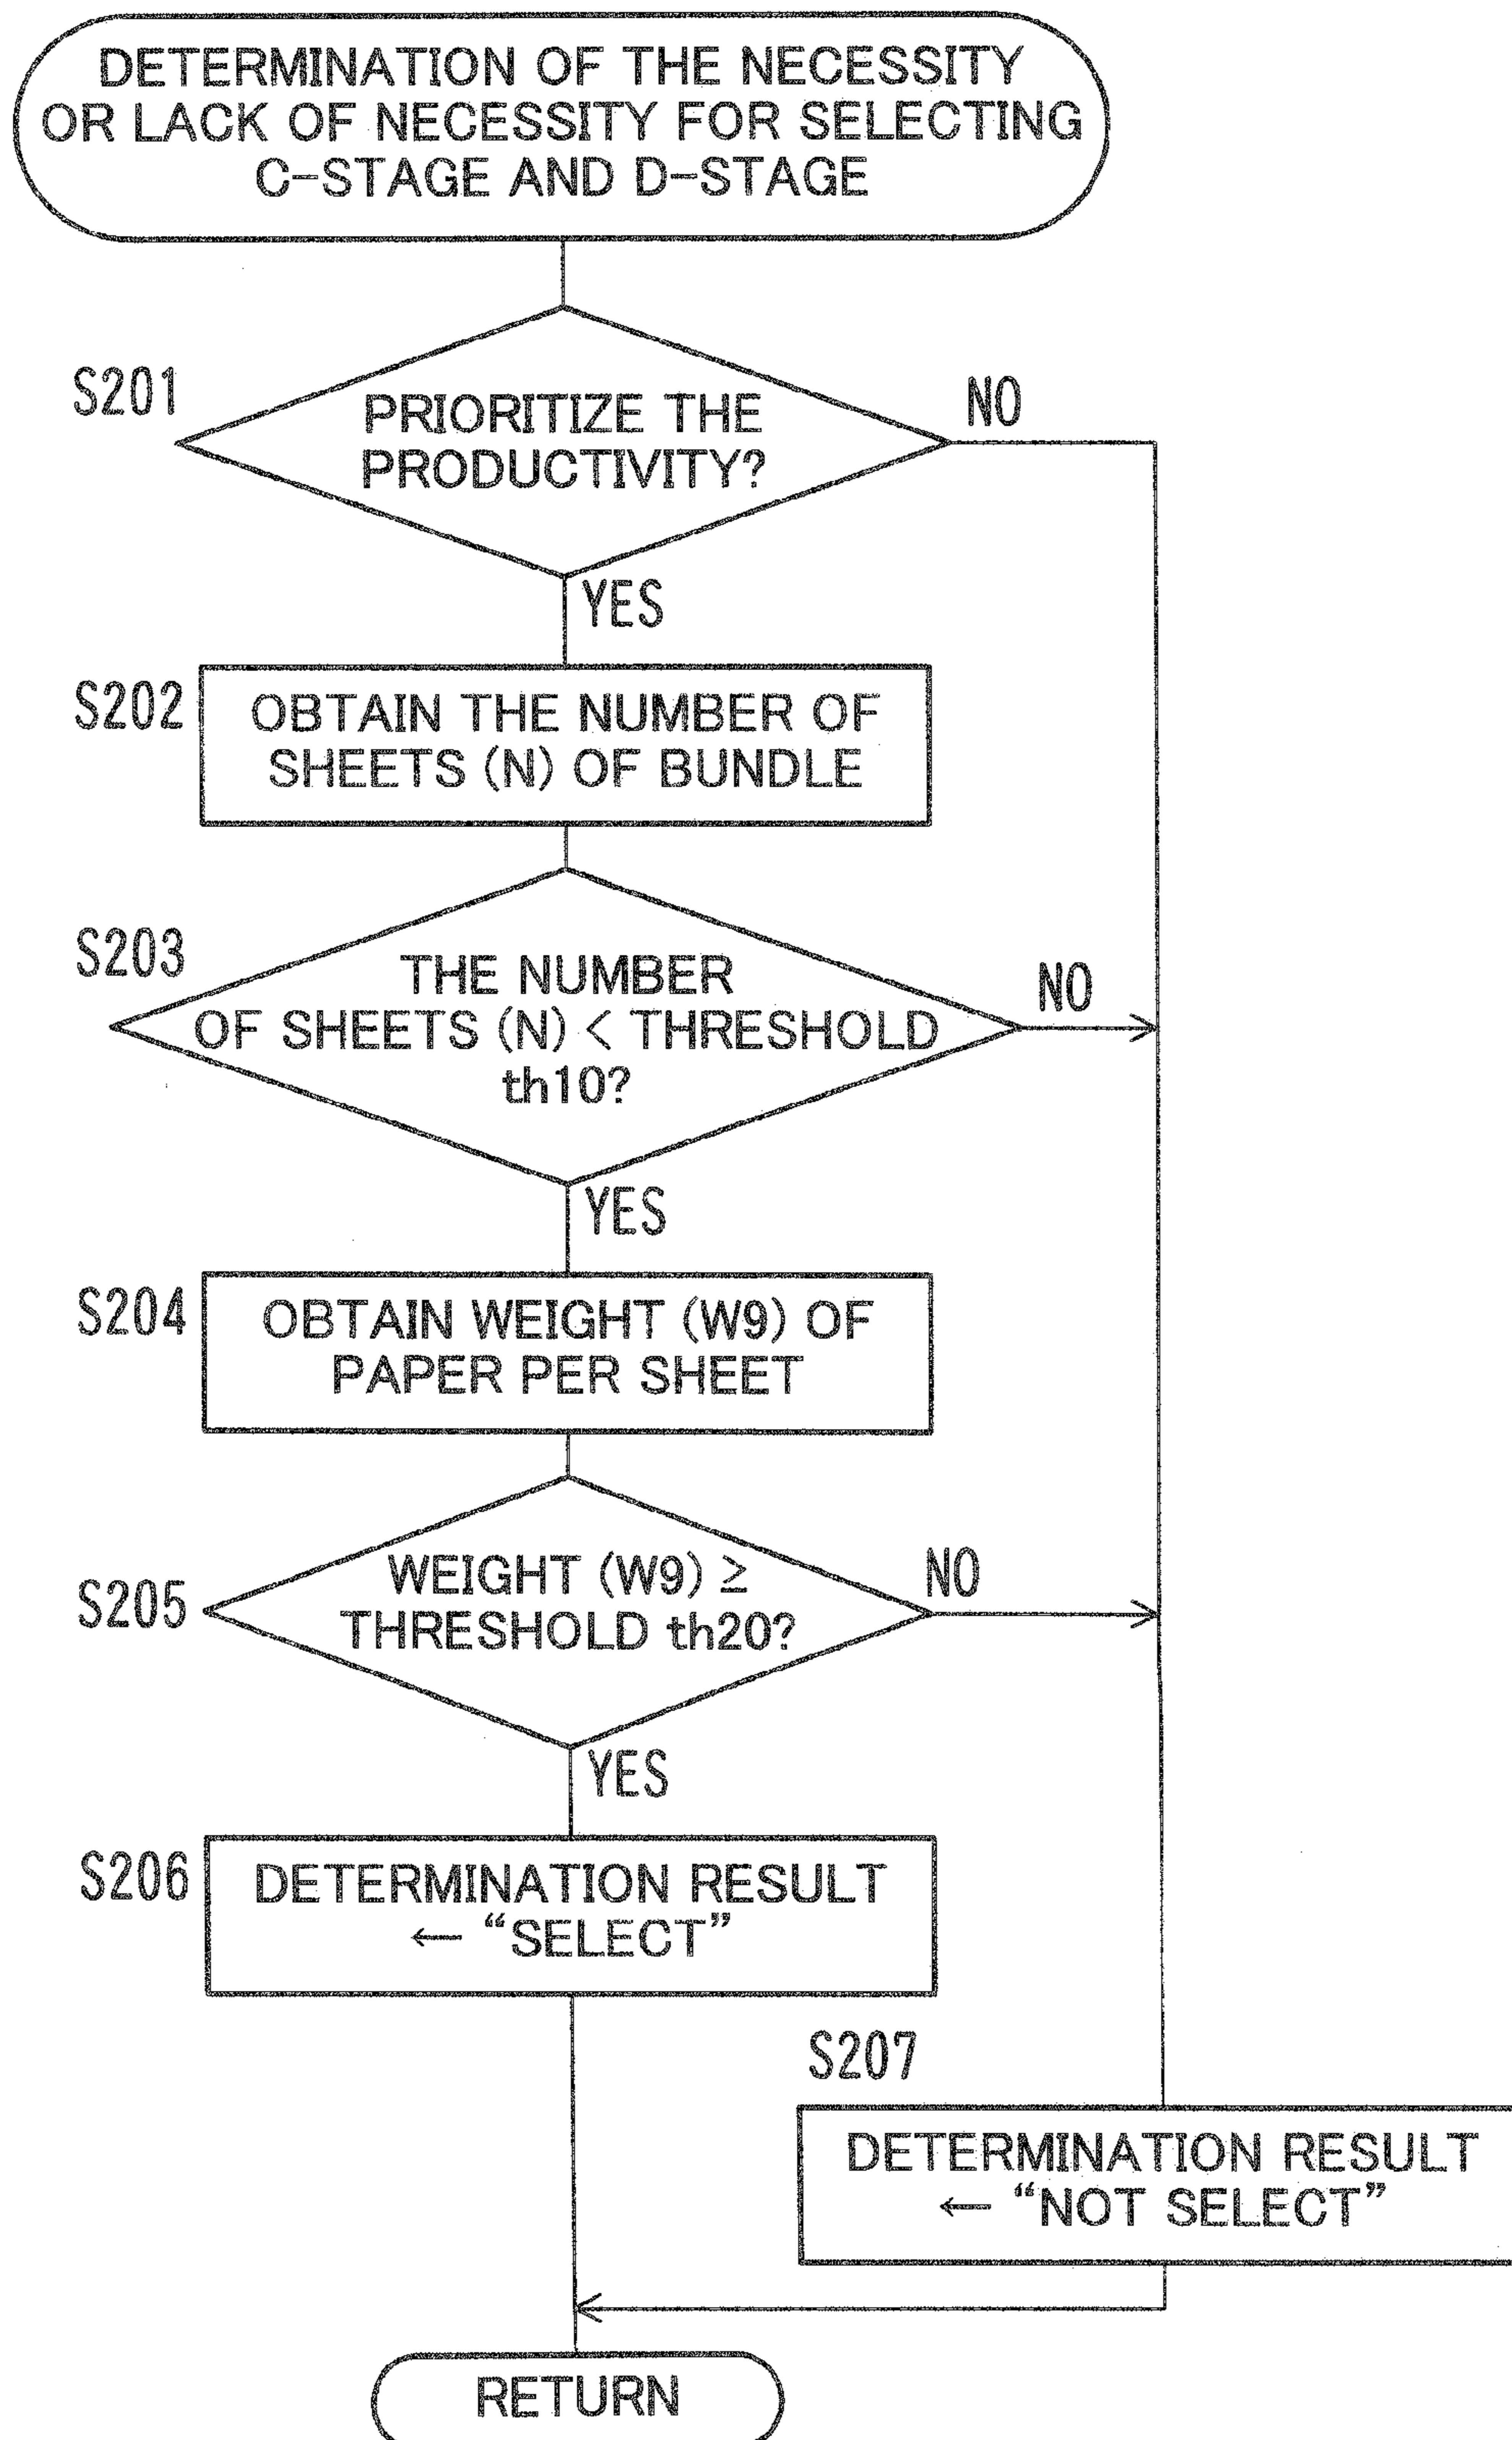 DETERMINATION OF THE NECESSITY
OR LACK OF NECESSITY FOR SELECTING
C-STAGE AND D-STAGE
S201
PRIORITIZE THE
PRODUCTIVITY?
NO
YES
S202
OBTAIN THE NUMBER OF
SHEETS (N) OF BUNDLE
S203
THE NUMBER
OF SHEETS (N) < THRESHOLD
th10?
NO
YES
S204
OBTAIN WEIGHT (W9) OF
PAPER PER SHEET
S205
WEIGHT (W9) ≥
THRESHOLD th20?
NO
YES
S206
DETERMINATION RESULT
← “SELECT”
S207
DETERMINATION RESULT
← “NOT SELECT”
RETURN